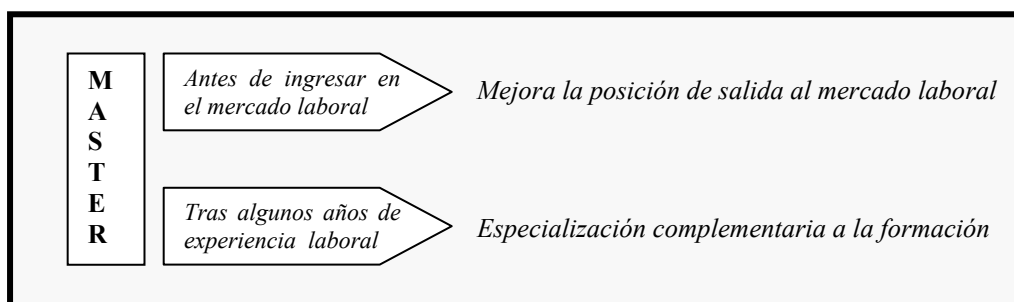 MASTER
Antes de ingresar en
el mercado laboral
Mejora la posición de salida al mercado laboral
Tras algunos años de
experiencia laboral
Especialización complementaria a la formación